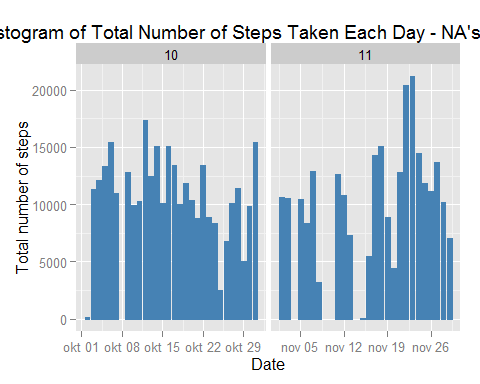 stogram of Total Number of Steps Taken Each Day - NA's
10
11
Total number of steps
20000
15000
10000
5000
0
okt 01
okt 08
okt 15
okt 22
okt 29
nov 05
nov 12
nov 19
nov 26
Date